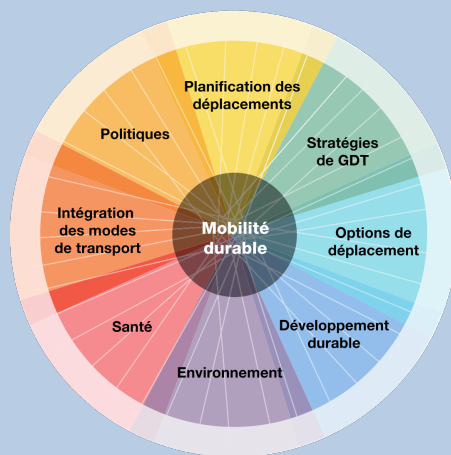 Planification des
déplacements
Stratégies
de GDT
Options de
déplacement
Développement
durable
Environnement
Santé
Intégration
des modes
de transport
Politiques
Mobilité
durable